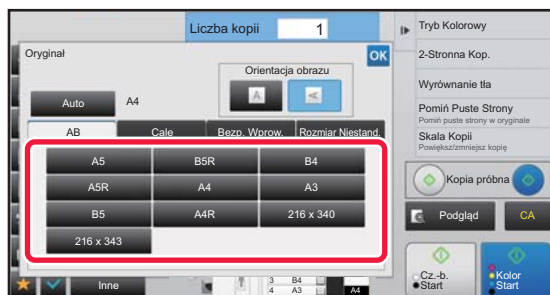 Liczba kopii 1
Oryginał
OK
Orientacja obrazu
A A
Auto A4
AB Cale Bezp. Wprow. Rozmiar Niestand.
A5 B5R B4
A5R A4 A3
B5 A4R 216 x 340
216 x 343
Inne
3 B4
4 A3
A4
Tryb Kolorowy
2-Stronna Kop.
Wyrównanie tła
Pomiń Puste Strony
Pomiń puste strony w oryginale
Skala Kopii
Powiększ/zmniejsz kopię
Kopia próbna
Podgląd CA
Cz.-b.
Start
Kolor
Start